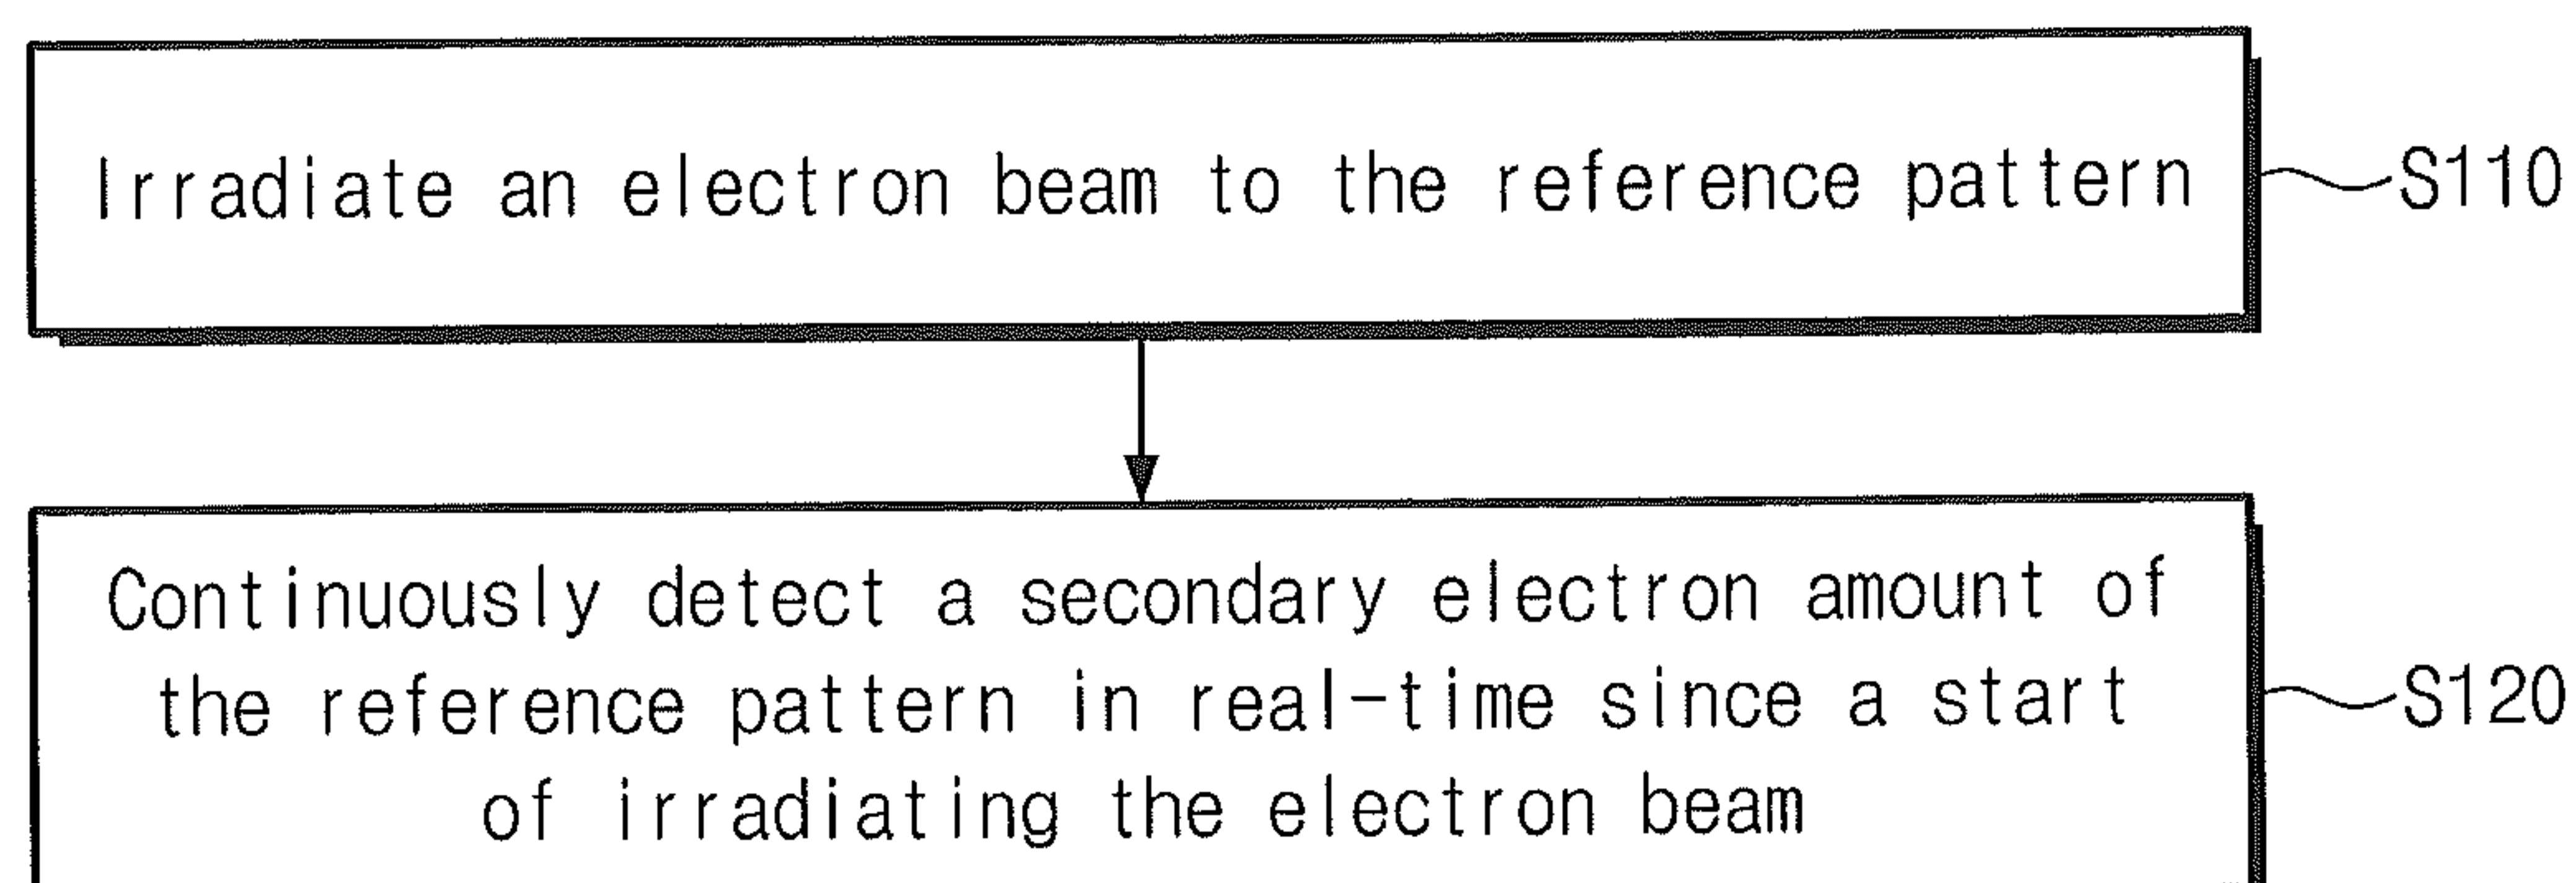 Irradiate an electron beam to the reference pattern
S110
Continuously detect a secondary electron amount of
the reference pattern in real-time since a start
of irradiating the electron beam
S120